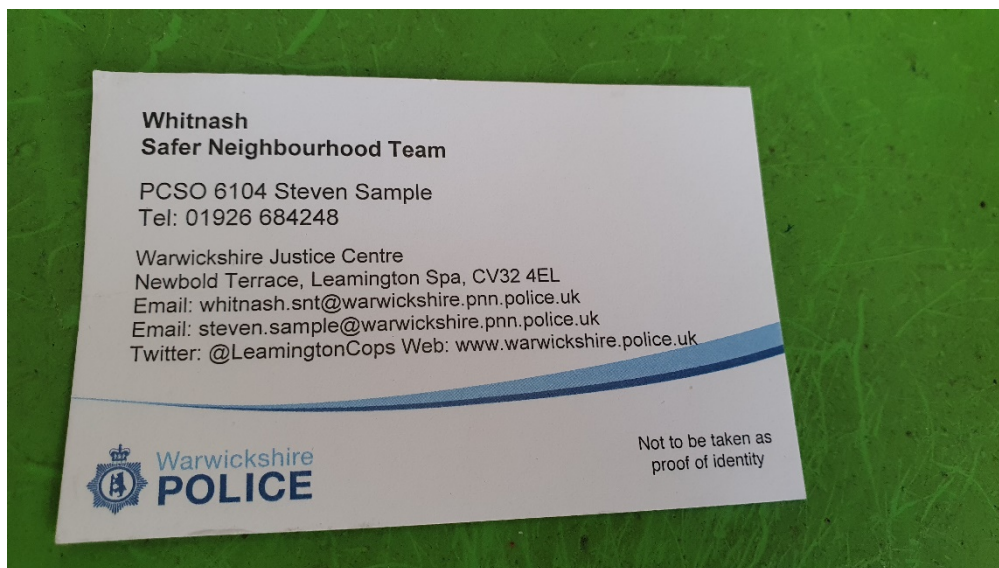 Whitnash
Safer Neighbourhood Team
PCSO 6104 Steven Sample
Tel: 01926 684248
Warwickshire Justice Centre
Newbold Terrace, Leamington Spa, CV32 4EL
Email: whitnash.snt@warwickshire.pnn.police.uk
Email: steven.sample@warwickshire.pnn.police.uk
Twitter: @LeamingtonCops Web: www.warwickshire.police.uk
Warwickshire
POLICE
Not to be taken as
proof of identity